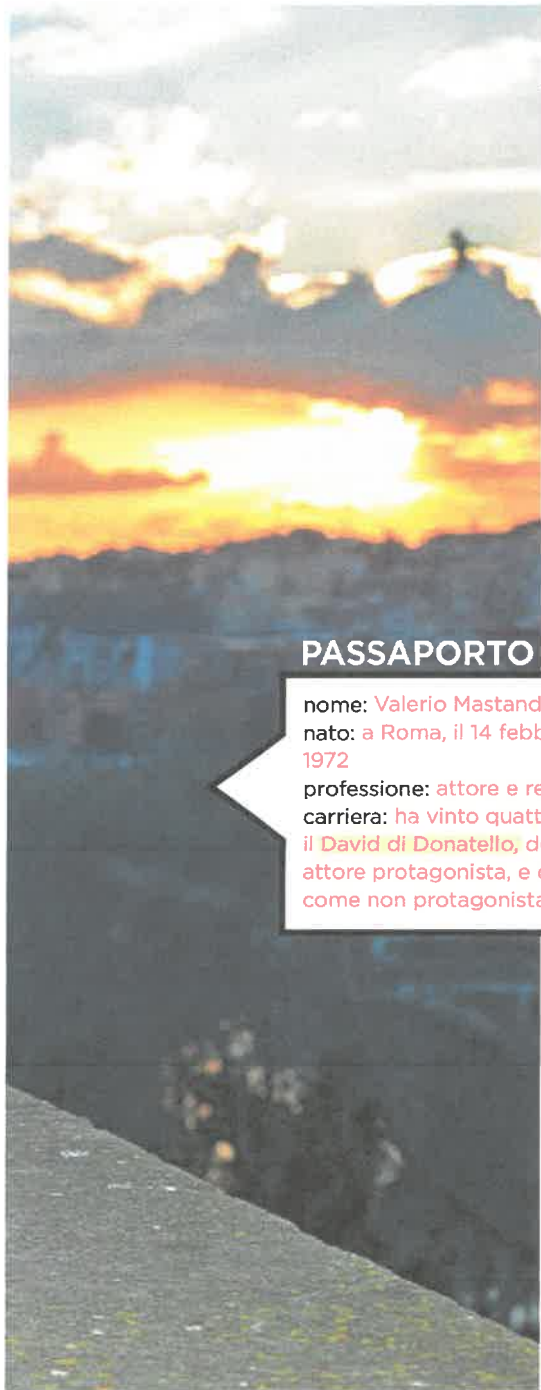 PASSAPORTO
nome: Valerio Mastand
nato: a Roma, il 14 febb
1972
professione: attore e re
carriera: ha vinto quatt
il David di Donatello, d
attore protagonista, e
come non protagonista